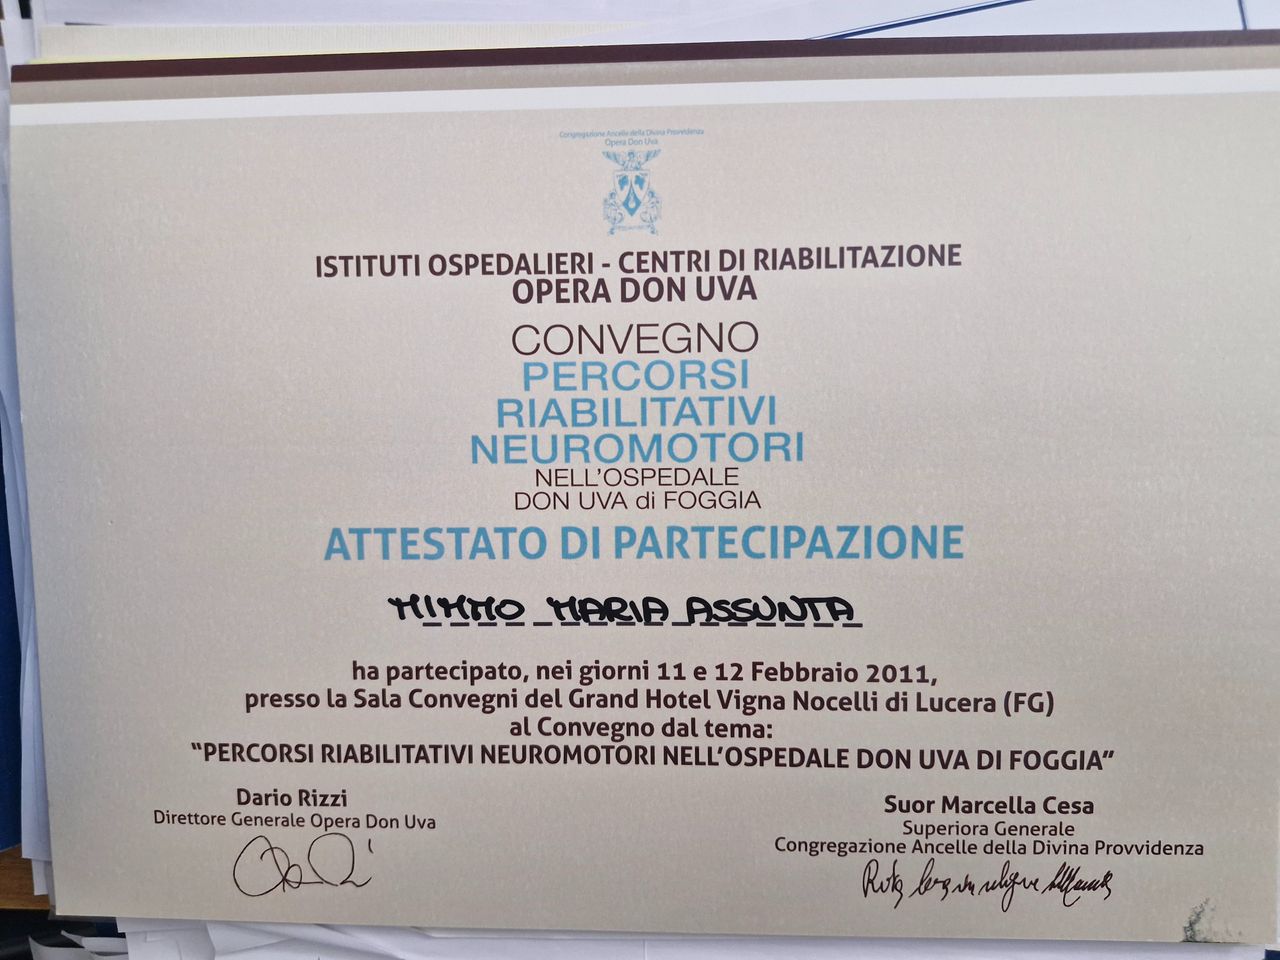 Congregazione Ancelle della Divina Provvidenza
Opera Don Uva
ISTITUTI OSPEDALIERI - CENTRI DI RIABILITAZIONE
OPERA DON UVA
CONVEGNO
PERCORSI
RIABILITATIVI
NEUROMOTORI
NELL'OSPEDALE
DON UVA di FOGGIA
ATTESTATO DI PARTECIPAZIONE
MIMMO MARIA ASSUNTA
ha partecipato, nei giorni 11 e 12 Febbraio 2011,
presso la Sala Convegni del Grand Hotel Vigna Nocelli di Lucera (FG)
al Convegno dal tema:
"PERCORSI RIABILITATIVI NEUROMOTORI NELL'OSPEDALE DON UVA DI FOGGIA"
Dario Rizzi
Direttore Generale Opera Don Uva
Suor Marcella Cesa
Superiora Generale
Congregazione Ancelle della Divina Provvidenza